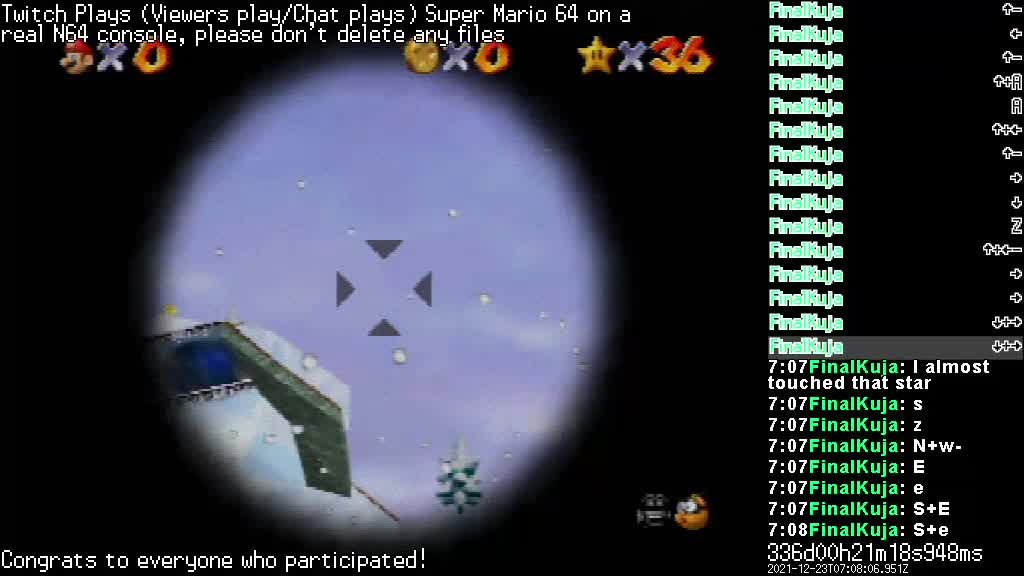 Twitch Plays (Viewers play/Chat plays) Super Mario 64 on a
real N64 console, please don't delete any files
0 0 36
FinalKuja ↑-
FinalKuja ←
FinalKuja ↑-
FinalKuja ↑+A
FinalKuja A
FinalKuja ↑+←
FinalKuja ↑-
FinalKuja →
FinalKuja ↓
FinalKuja Z
FinalKuja ↑+←-
FinalKuja →
FinalKuja →
FinalKuja ↓+→
FinalKuja ↓+→
7:07FinalKuja: I almost
touched that star
7:07FinalKuja: s
7:07FinalKuja: z
7:07FinalKuja: N+w-
7:07FinalKuja: E
7:07FinalKuja: e
7:07FinalKuja: S+E
7:08FinalKuja: S+e
336d00h21m18s948ms
2021-12-23T07:08:06.951Z
Congrats to everyone who participated!